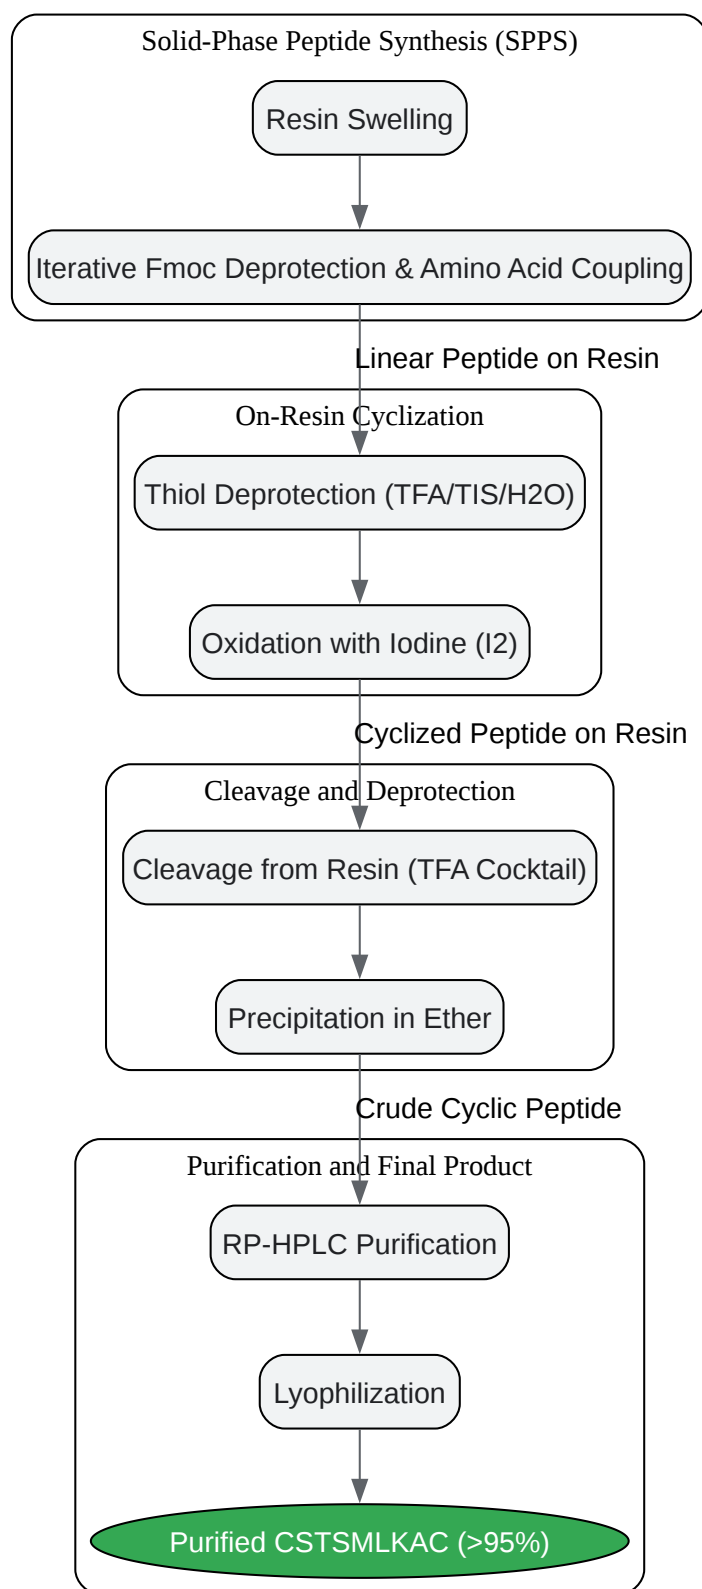 Solid-Phase Peptide Synthesis (SPPS)
Resin Swelling
Iterative Fmoc Deprotection & Amino Acid Coupling
Linear Peptide on Resin
On-Resin Cyclization
Thiol Deprotection (TFA/TIS/H2O)
Oxidation with Iodine (I2)
Cyclized Peptide on Resin
Cleavage and Deprotection
Cleavage from Resin (TFA Cocktail)
Precipitation in Ether
Crude Cyclic Peptide
Purification and Final Product
RP-HPLC Purification
Lyophilization
Purified CSTSMLKAC (>95%)